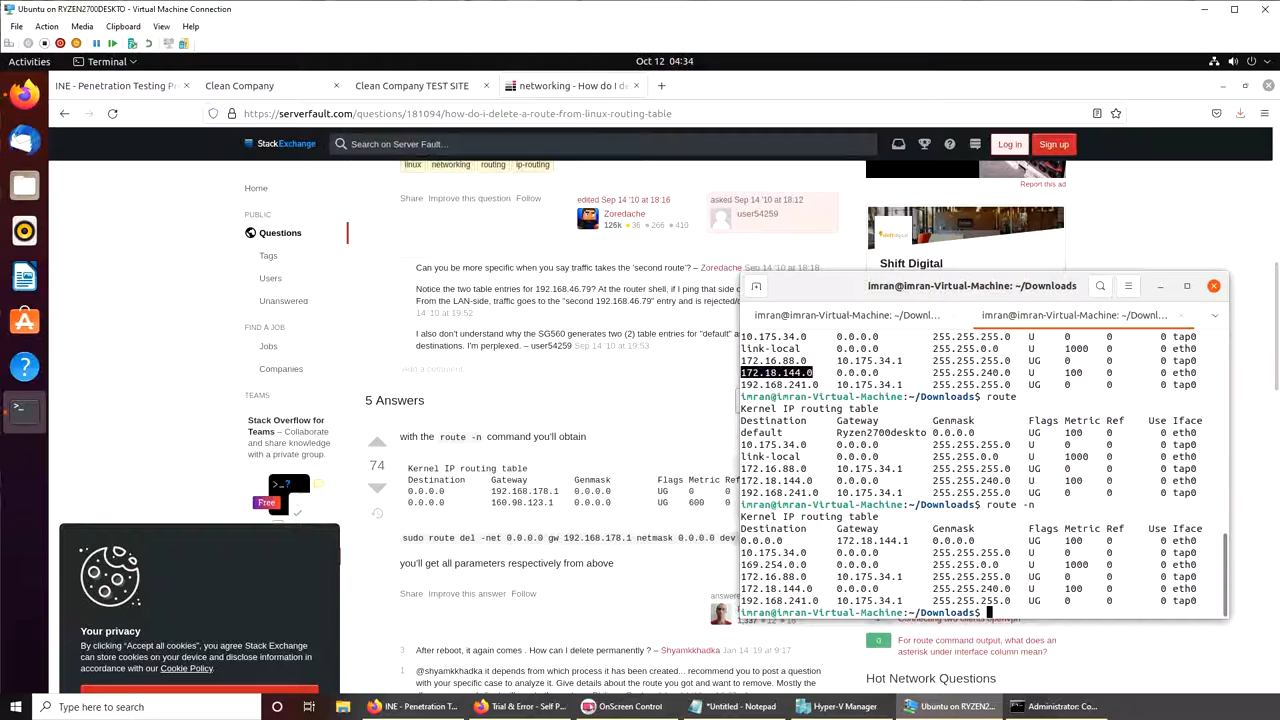 Ubuntu on RYZEN2700DESKTO - Virtual Machine Connection
File Action Media Clipboard View Help
Activities Terminal Oct 12 04:34
INE - Penetration Testing Pr Clean Company Clean Company TEST SITE networking - How do I de
https://serverfault.com/questions/181094/how-do-i-delete-a-route-from-linux-routing-table
StackExchange Search on Server Fault… Log in Sign up
linux networking routing ip-routing
Home
PUBLIC
Questions
Tags
Users
Unanswered
FIND A JOB
Jobs
Companies
TEAMS
Stack Overflow for
Teams – Collaborate
and share knowledge
with a private group.
>_?
Free
Share Improve this question Follow
edited Sep 14 '10 at 18:16
Zoredache
126k 36 266 410
asked Sep 14 '10 at 18:12
user54259
Can you be more specific when you say traffic takes the 'second route'? – Zoredache Sep 14 '10 at 18:18
Notice the two table entries for 192.168.46.79? At the router shell, if I ping that side
From the LAN-side, traffic goes to the "second 192.168.46.79" entry and is rejected/d
14 '10 at 19:52
I also don't understand why the SG560 generates two (2) table entries for "default" a
destinations. I'm perplexed. – user54259 Sep 14 '10 at 19:53
Add a comment
5 Answers
74
with the route -n command you'll obtain
Kernel IP routing table
Destination Gateway Genmask Flags Metric Ref
0.0.0.0 192.168.178.1 0.0.0.0 UG 0
0.0.0.0 160.98.123.1 0.0.0.0 UG 600
sudo route del -net 0.0.0.0 gw 192.168.178.1 netmask 0.0.0.0 dev
you'll get all parameters respectively from above
Share Improve this answer Follow
answere
1,337 12 16
3 After reboot, it again comes . How can I delete permanently ? – Shyamkkhadka Jan 14 '19 at 9:17
1 @shyamkkhadka it depends from which process it has been created... recommend you to post a question
with your specific case to analyze it. Give details about the route you got and want to remove. Mostly the
Report this ad
Shift Digital
imran@imran-Virtual-Machine: ~/Downloads
imran@imran-Virtual-Machine: ~/Downl... imran@imran-Virtual-Machine: ~/Downl...
10.175.34.0 0.0.0.0 255.255.255.0 U 0 0 0 tap0
link-local 0.0.0.0 255.255.0.0 U 1000 0 0 eth0
172.16.88.0 10.175.34.1 255.255.255.0 UG 0 0 0 tap0
172.18.144.0 0.0.0.0 255.255.240.0 U 100 0 0 eth0
192.168.241.0 10.175.34.1 255.255.255.0 UG 0 0 0 tap0
imran@imran-Virtual-Machine:~/Downloads$ route
Kernel IP routing table
Destination Gateway Genmask Flags Metric Ref Use Iface
default Ryzen2700deskto 0.0.0.0 UG 100 0 0 eth0
10.175.34.0 0.0.0.0 255.255.255.0 U 0 0 0 tap0
link-local 0.0.0.0 255.255.0.0 U 1000 0 0 eth0
172.16.88.0 10.175.34.1 255.255.255.0 UG 0 0 0 tap0
172.18.144.0 0.0.0.0 255.255.240.0 U 100 0 0 eth0
192.168.241.0 10.175.34.1 255.255.255.0 UG 0 0 0 tap0
imran@imran-Virtual-Machine:~/Downloads$ route -n
Kernel IP routing table
Destination Gateway Genmask Flags Metric Ref Use Iface
0.0.0.0 172.18.144.1 0.0.0.0 UG 100 0 0 eth0
10.175.34.0 0.0.0.0 255.255.255.0 U 0 0 0 tap0
169.254.0.0 0.0.0.0 255.255.0.0 U 1000 0 0 eth0
172.16.88.0 10.175.34.1 255.255.255.0 UG 0 0 0 tap0
172.18.144.0 0.0.0.0 255.255.240.0 U 100 0 0 eth0
192.168.241.0 10.175.34.1 255.255.255.0 UG 0 0 0 tap0
imran@imran-Virtual-Machine:~/Downloads$
Connecting two clients openvpn
0 For route command output, what does an
asterisk under interface column mean?
Hot Network Questions
Your privacy
By clicking “Accept all cookies”, you agree Stack Exchange
can store cookies on your device and disclose information in
accordance with our Cookie Policy.
Type here to search
INE - Penetration T... Trial & Error - Self P... OnScreen Control *Untitled - Notepad Hyper-V Manager Ubuntu on RYZEN2... Administrator: Co...